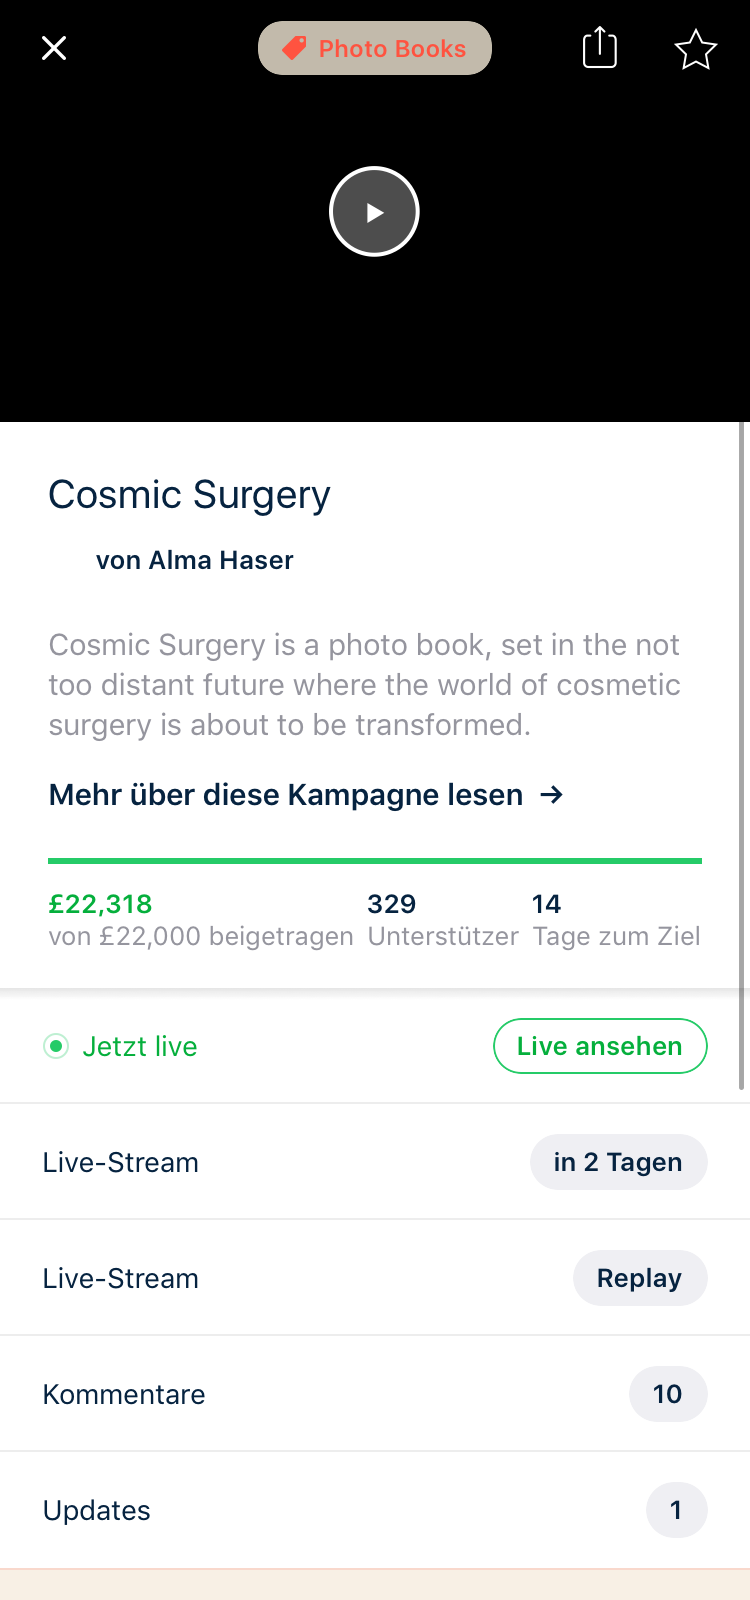 Photo Books
Cosmic Surgery
von Alma Haser
Cosmic Surgery is a photo book, set in the not
too distant future where the world of cosmetic
surgery is about to be transformed.
Mehr über diese Kampagne lesen →
£22,318 329 14
von £22,000 beigetragen Unterstützer Tage zum Ziel
Jetzt live Live ansehen
Live-Stream in 2 Tagen
Live-Stream Replay
Kommentare 10
Updates 1